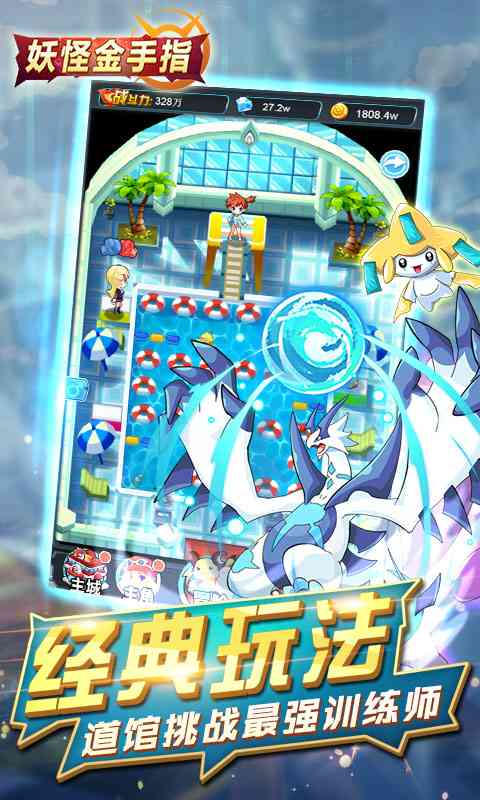 妖怪金手指
战斗力: 328万
27.2w
1808.4w
主城
主角
经典玩法
道馆挑战最强训练师